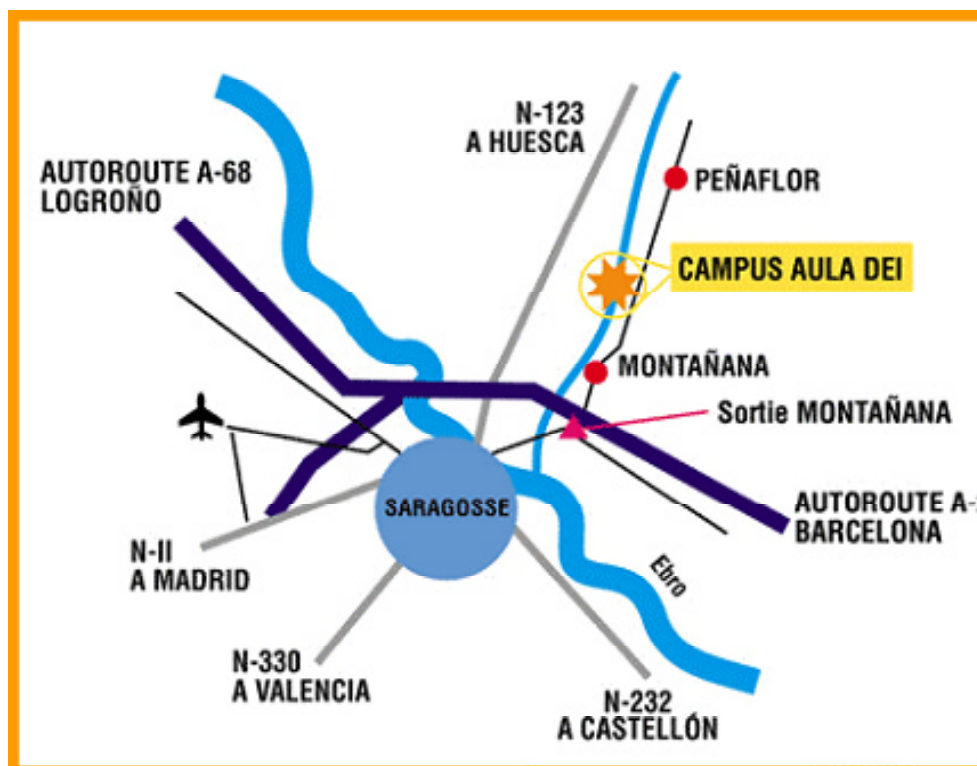 N-123
A HUESCA
AUTOROUTE A-68
LOGROÑO
PEÑAFLOR
CAMPUS AULA DEI
MONTAÑANA
Sortie MONTAÑANA
AUTOROUTE A-
BARCELONA
SARAGOSSE
N-II
A MADRID
Ebro
N-330
A VALENCIA
N-232
A CASTELLÓN